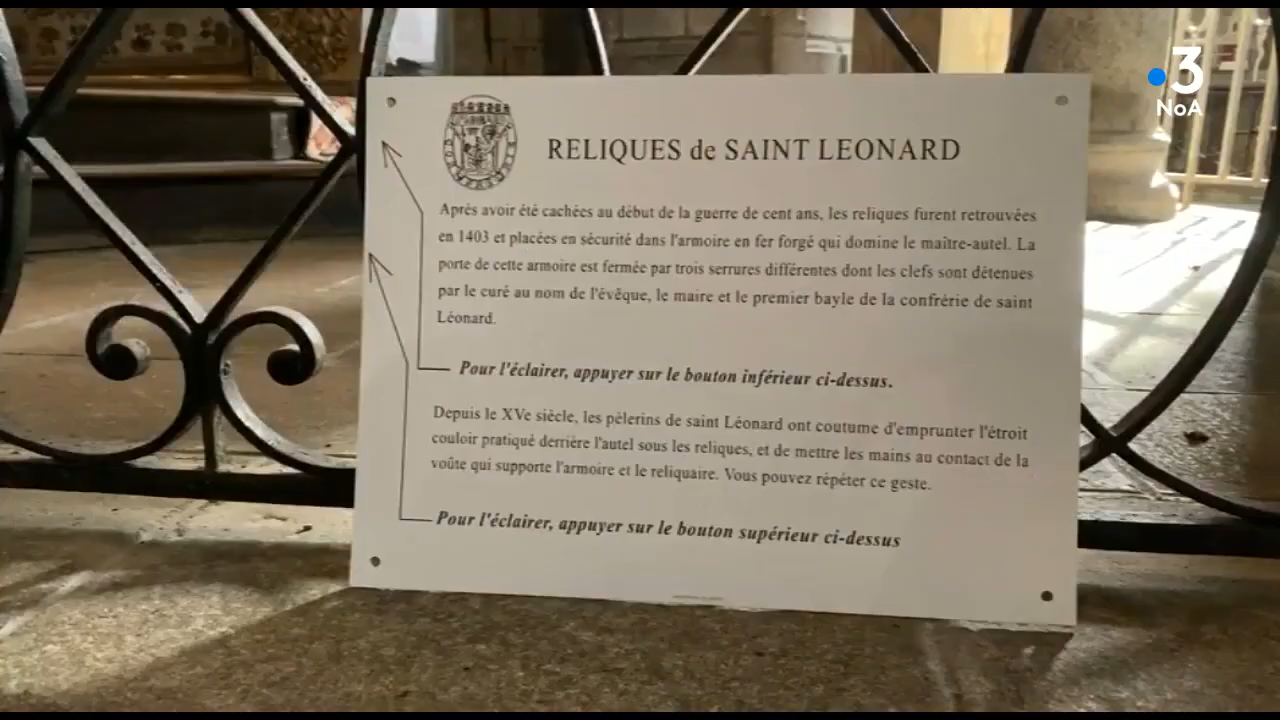 3
NoA
RELIQUES de SAINT LEONARD
Après avoir été cachées au début de la guerre de cent ans, les reliques furent retrouvées
en 1403 et placées en sécurité dans l'armoire en fer forgé qui domine le maître-autel. La
porte de cette armoire est fermée par trois serrures différentes dont les clefs sont détenues
par le curé au nom de l'évêque, le maire et le premier bayle de la confrérie de saint
Léonard.
Pour l'éclairer, appuyer sur le bouton inférieur ci-dessus.
Depuis le XVe siècle, les pèlerins de saint Léonard ont coutume d'emprunter l'étroit
couloir pratiqué derrière l'autel sous les reliques, et de mettre les mains au contact de la
voûte qui supporte l'armoire et le reliquaire. Vous pouvez répéter ce geste.
Pour l'éclairer, appuyer sur le bouton supérieur ci-dessus